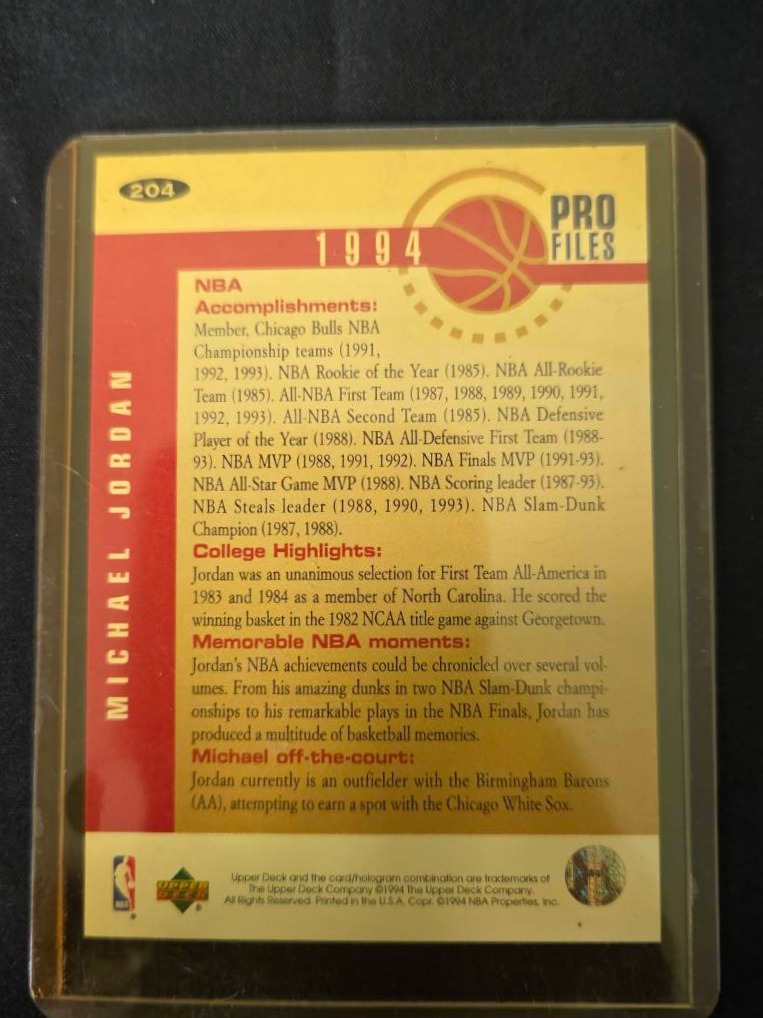 204
PRO
FILES
1994
MICHAEL JORDAN
NBA
Accomplishments:
Member, Chicago Bulls NBA
Championship teams (1991,
1992, 1993). NBA Rookie of the Year (1985). NBA All-Rookie
Team (1985). All-NBA First Team (1987, 1988, 1989, 1990, 1991,
1992, 1993). All-NBA Second Team (1985). NBA Defensive
Player of the Year (1988). NBA All-Defensive First Team (1988-
93). NBA MVP (1988, 1991, 1992). NBA Finals MVP (1991-93).
NBA All-Star Game MVP (1988). NBA Scoring leader (1987-93).
NBA Steals leader (1988, 1990, 1993). NBA Slam-Dunk
Champion (1987, 1988).
College Highlights:
Jordan was an unanimous selection for First Team All-America in
1983 and 1984 as a member of North Carolina. He scored the
winning basket in the 1982 NCAA title game against Georgetown.
Memorable NBA moments:
Jordan's NBA achievements could be chronicled over several vol-
umes. From his amazing dunks in two NBA Slam-Dunk champi-
onships to his remarkable plays in the NBA Finals, Jordan has
produced a multitude of basketball memories.
Michael off-the-court:
Jordan currently is an outfielder with the Birmingham Barons
(AA), attempting to earn a spot with the Chicago White Sox.
NBA
®
UPPER
DECK
®
Upper Deck and the card/hologram combination are trademarks of
The Upper Deck Company ©1994 The Upper Deck Company.
All Rights Reserved. Printed in the U.S.A. Copr. ©1994 NBA Properties, Inc.